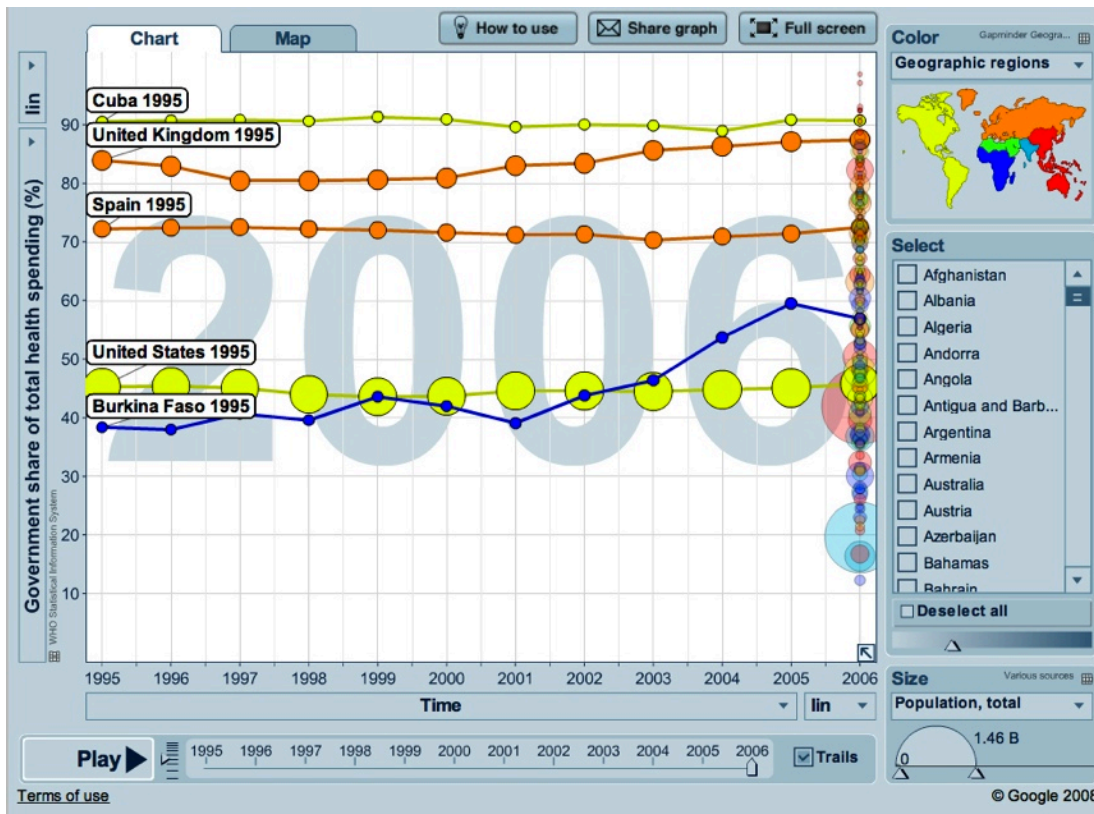 Chart
Map
How to use
Share graph
Full screen
lin
Government share of total health spending (%)
WHO Statistical Information System
90
80
70
60
50
40
30
20
10
Cuba 1995
United Kingdom 1995
Spain 1995
United States 1995
Burkina Faso 1995
2006
1995 1996 1997 1998 1999 2000 2001 2002 2003 2004 2005 2006
Time
lin
Play
1995 1996 1997 1998 1999 2000 2001 2002 2003 2004 2005 2006
Trails
Terms of use
Color
Gapminder Geogra...
Geographic regions
Select
Afghanistan
Albania
Algeria
Andorra
Angola
Antigua and Barb...
Argentina
Armenia
Australia
Austria
Azerbaijan
Bahamas
Bahrain
Deselect all
Size
Various sources
Population, total
1.46 B
0
© Google 2008